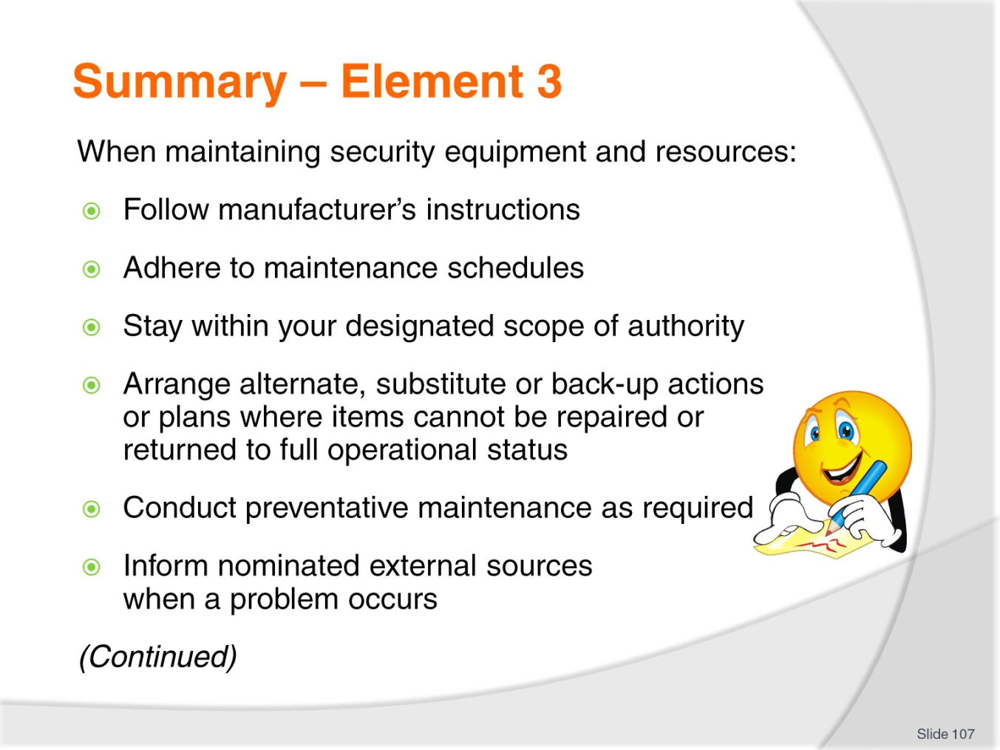 Summary – Element 3
When maintaining security equipment and resources:
Follow manufacturer’s instructions
Adhere to maintenance schedules
Stay within your designated scope of authority
Arrange alternate, substitute or back-up actions
or plans where items cannot be repaired or
returned to full operational status
Conduct preventative maintenance as required
Inform nominated external sources
when a problem occurs
(Continued)
Slide 107